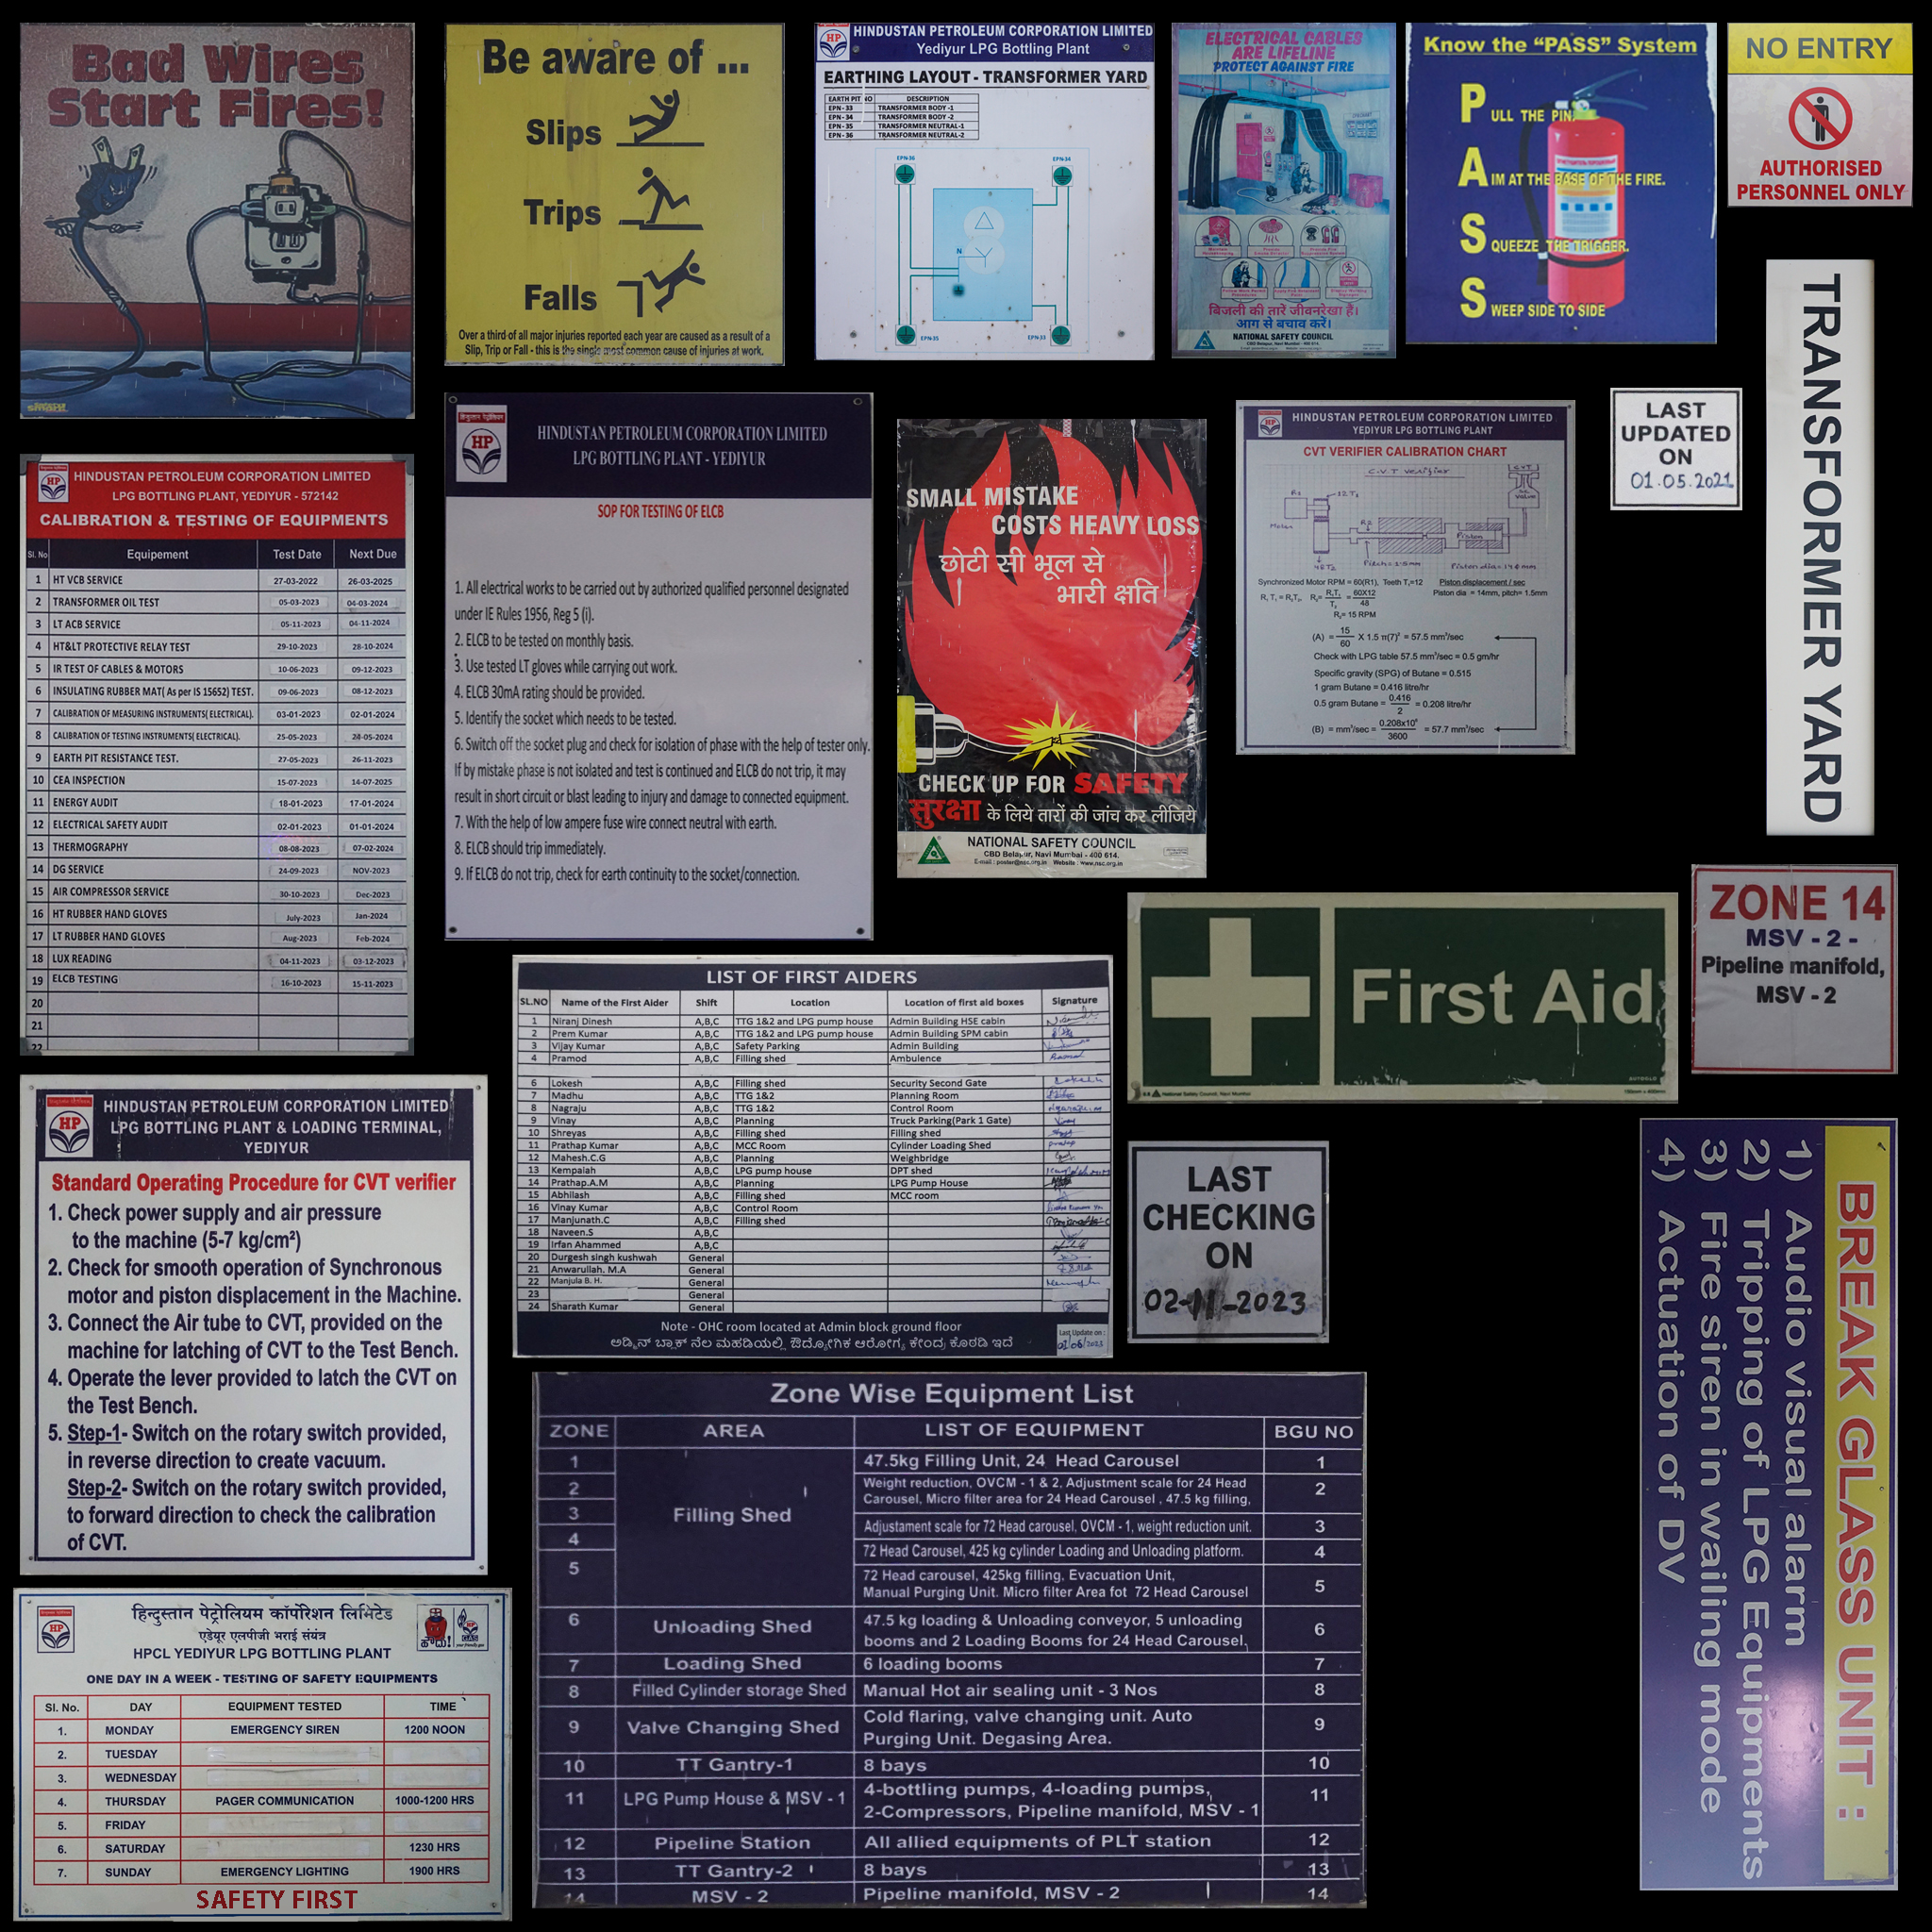 Bad Wires
Start Fires!
Be aware of ...
Slips
Trips
Falls
Over a third of all major injuries reported each year are caused as a result of a
Slip, Trip or Fall - this is the single most common cause of injuries at work.
HP
HINDUSTAN PETROLEUM CORPORATION LIMITED
Yediyur LPG Bottling Plant
EARTHING LAYOUT - TRANSFORMER YARD
EARTH PIT NO DESCRIPTION
EPN- 33 TRANSFORMER BODY -1
EPN- 34 TRANSFORMER BODY -2
EPN- 35 TRANSFORMER NEUTRAL-1
EPN- 36 TRANSFORMER NEUTRAL-2
EPN-36
EPN-34
N
EPN-35
EPN-33
ELECTRICAL CABLES
ARE LIFELINE
PROTECT AGAINST FIRE
बिजली की तारें जीवनरेखा है।
आग से बचाव करें।
NATIONAL SAFETY COUNCIL
CBD Belapur, Navi Mumbai - 400 614.
Know the “PASS” System
PULL THE PIN
AIM AT THE BASE OF THE FIRE.
SQUEEZE THE TRIGGER.
SWEEP SIDE TO SIDE
NO ENTRY
AUTHORISED
PERSONNEL ONLY
TRANSFORMER YARD
LAST
UPDATED
ON
01.05.2021
HP
HINDUSTAN PETROLEUM CORPORATION LIMITED
LPG BOTTLING PLANT, YEDIYUR - 572142
CALIBRATION & TESTING OF EQUIPMENTS
Sl. No Equipement Test Date Next Due
1 HT VCB SERVICE 27-03-2022 26-03-2025
2 TRANSFORMER OIL TEST 05-03-2023 04-03-2024
3 LT ACB SERVICE 05-11-2023 04-11-2024
4 HT&LT PROTECTIVE RELAY TEST 29-10-2023 28-10-2024
5 IR TEST OF CABLES & MOTORS 10-06-2023 09-12-2023
6 INSULATING RUBBER MAT( As per IS 15652) TEST. 09-06-2023 08-12-2023
7 CALIBRATION OF MEASURING INSTRUMENTS( ELECTRICAL). 03-01-2023 02-01-2024
8 CALIBRATION OF TESTING INSTRUMENTS( ELECTRICAL). 25-05-2023 24-05-2024
9 EARTH PIT RESISTANCE TEST. 27-05-2023 26-11-2023
10 CEA INSPECTION 15-07-2023 14-07-2025
11 ENERGY AUDIT 18-01-2023 17-01-2024
12 ELECTRICAL SAFETY AUDIT 02-01-2023 01-01-2024
13 THERMOGRAPHY 08-08-2023 07-02-2024
14 DG SERVICE 24-09-2023 NOV-2023
15 AIR COMPRESSOR SERVICE 30-10-2023 Dec-2023
16 HT RUBBER HAND GLOVES July-2023 Jan-2024
17 LT RUBBER HAND GLOVES Aug-2023 Feb-2024
18 LUX READING 04-11-2023 03-12-2023
19 ELCB TESTING 16-10-2023 15-11-2023
20
21
22
हिन्दुस्तान पेट्रोलियम
HP
HINDUSTAN PETROLEUM CORPORATION LIMITED
LPG BOTTLING PLANT - YEDIYUR
SOP FOR TESTING OF ELCB
1. All electrical works to be carried out by authorized qualified personnel designated
under IE Rules 1956, Reg 5 (i).
2. ELCB to be tested on monthly basis.
3. Use tested LT gloves while carrying out work.
4. ELCB 30mA rating should be provided.
5. Identify the socket which needs to be tested.
6. Switch off the socket plug and check for isolation of phase with the help of tester only.
If by mistake phase is not isolated and test is continued and ELCB do not trip, it may
result in short circuit or blast leading to injury and damage to connected equipment.
7. With the help of low ampere fuse wire connect neutral with earth.
8. ELCB should trip immediately.
9. If ELCB do not trip, check for earth continuity to the socket/connection.
SMALL MISTAKE
COSTS HEAVY LOSS
छोटी सी भूल से
भारी क्षति
CHECK UP FOR SAFETY
सुरक्षा के लिये तारों की जांच कर लीजिये
NATIONAL SAFETY COUNCIL
CBD Belapur, Navi Mumbai - 400 614.
E-mail : poster@nsc.org.in Website : www.nsc.org.in
HP
HINDUSTAN PETROLEUM CORPORATION LIMITED
YEDIYUR LPG BOTTLING PLANT
CVT VERIFIER CALIBRATION CHART
C.V.T Verifier
C.V.T
Valve
R1
12 T1
Motor
R2
Piston
48 T2
Pitch=1.5mm
Piston dia=14.0mm
Synchronized Motor RPM = 60(R1), Teeth T₁=12
Piston displacement / sec
Piston dia = 14mm, pitch= 1.5mm
R₁ T₁ = R₂T₂, R₂= R₁T₁/T₂ = 60X12/48
R₂= 15 RPM
(A) = 15/60 X 1.5 π(7)² = 57.5 mm³/sec
Check with LPG table 57.5 mm³/sec = 0.5 gm/hr
Specific gravity (SPG) of Butane = 0.515
1 gram Butane = 0.416 litre/hr
0.5 gram Butane = 0.416/2 = 0.208 litre/hr
(B) = mm³/sec = 0.208x10⁶/3600 = 57.7 mm³/sec
First Aid
National Safety Council, Navi Mumbai
ZONE 14
MSV - 2 -
Pipeline manifold,
MSV - 2
LIST OF FIRST AIDERS
SL.NO Name of the First Aider Shift Location Location of first aid boxes Signature
1 Niranj Dinesh A,B,C TTG 1&2 and LPG pump house Admin Building HSE cabin
2 Prem Kumar A,B,C TTG 1&2 and LPG pump house Admin Building SPM cabin
3 Vijay Kumar A,B,C Safety Parking Admin Building
4 Pramod A,B,C Filling shed Ambulence
6 Lokesh A,B,C Filling shed Security Second Gate
7 Madhu A,B,C TTG 1&2 Planning Room
8 Nagraju A,B,C TTG 1&2 Control Room
9 Vinay A,B,C Planning Truck Parking(Park 1 Gate)
10 Shreyas A,B,C Filling shed Filling shed
11 Prathap Kumar A,B,C MCC Room Cylinder Loading Shed
12 Mahesh.C.G A,B,C Planning Weighbridge
13 Kempaiah A,B,C LPG pump house DPT shed
14 Prathap.A.M A,B,C Planning LPG Pump House
15 Abhilash A,B,C Filling shed MCC room
16 Vinay Kumar A,B,C Control Room
17 Manjunath.C A,B,C Filling shed
18 Naveen.S A,B,C
19 Irfan Ahammed A,B,C
20 Durgesh singh kushwah General
21 Anwarullah. M.A General
22 Manjula B. H. General
23 General
24 Sharath Kumar General
Note - OHC room located at Admin block ground floor
ಅಡ್ಮಿನ್ ಬ್ಲಾಕ್ ನೆಲ ಮಹಡಿಯಲ್ಲಿ ಔದ್ಯೋಗಿಕ ಆರೋಗ್ಯ ಕೇಂದ್ರ ಕೊಠಡಿ ಇದೆ
Last Update on :
LAST
CHECKING
ON
02-11-2023
HP
HINDUSTAN PETROLEUM CORPORATION LIMITED
LPG BOTTLING PLANT & LOADING TERMINAL,
YEDIYUR
Standard Operating Procedure for CVT verifier
1. Check power supply and air pressure
to the machine (5-7 kg/cm²)
2. Check for smooth operation of Synchronous
motor and piston displacement in the Machine.
3. Connect the Air tube to CVT, provided on the
machine for latching of CVT to the Test Bench.
4. Operate the lever provided to latch the CVT on
the Test Bench.
5. Step-1- Switch on the rotary switch provided,
in reverse direction to create vacuum.
Step-2- Switch on the rotary switch provided,
to forward direction to check the calibration
of CVT.
BREAK GLASS UNIT :
1) Audio visual alarm
2) Tripping of LPG Equipments
3) Fire siren in wailing mode
4) Actuation of DV
Zone Wise Equipment List
ZONE AREA LIST OF EQUIPMENT BGU NO
1 47.5kg Filling Unit, 24 Head Carousel 1
2 Weight reduction, OVCM - 1 & 2, Adjustment scale for 24 Head
Carousel, Micro filter area for 24 Head Carousel , 47.5 kg filling, 2
3 Filling Shed Adjustament scale for 72 Head carousel, OVCM - 1, weight reduction unit. 3
4 72 Head Carousel, 425 kg cylinder Loading and Unloading platform. 4
5 72 Head carousel, 425kg filling, Evacuation Unit,
Manual Purging Unit. Micro filter Area fot 72 Head Carousel 5
6 Unloading Shed 47.5 kg loading & Unloading conveyor, 5 unloading
booms and 2 Loading Booms for 24 Head Carousel, 6
7 Loading Shed 6 loading booms 7
8 Filled Cylinder storage Shed Manual Hot air sealing unit - 3 Nos 8
9 Valve Changing Shed Cold flaring, valve changing unit. Auto
Purging Unit. Degasing Area. 9
10 TT Gantry-1 8 bays 10
11 LPG Pump House & MSV - 1 4-bottling pumps, 4-loading pumps,
2-Compressors, Pipeline manifold, MSV - 1 11
12 Pipeline Station All allied equipments of PLT station 12
13 TT Gantry-2 8 bays 13
14 MSV - 2 Pipeline manifold, MSV - 2 14
HP
हिन्दुस्तान पेट्रोलियम कॉर्पोरेशन लिमिटेड
एडेयूर एलपीजी भराई संयंत्र
HPCL YEDIYUR LPG BOTTLING PLANT
HP GAS
ONE DAY IN A WEEK - TESTING OF SAFETY EQUIPMENTS
Sl. No. DAY EQUIPMENT TESTED TIME
1. MONDAY EMERGENCY SIREN 1200 NOON
2. TUESDAY
3. WEDNESDAY
4. THURSDAY PAGER COMMUNICATION 1000-1200 HRS
5. FRIDAY
6. SATURDAY 1230 HRS
7. SUNDAY EMERGENCY LIGHTING 1900 HRS
SAFETY FIRST